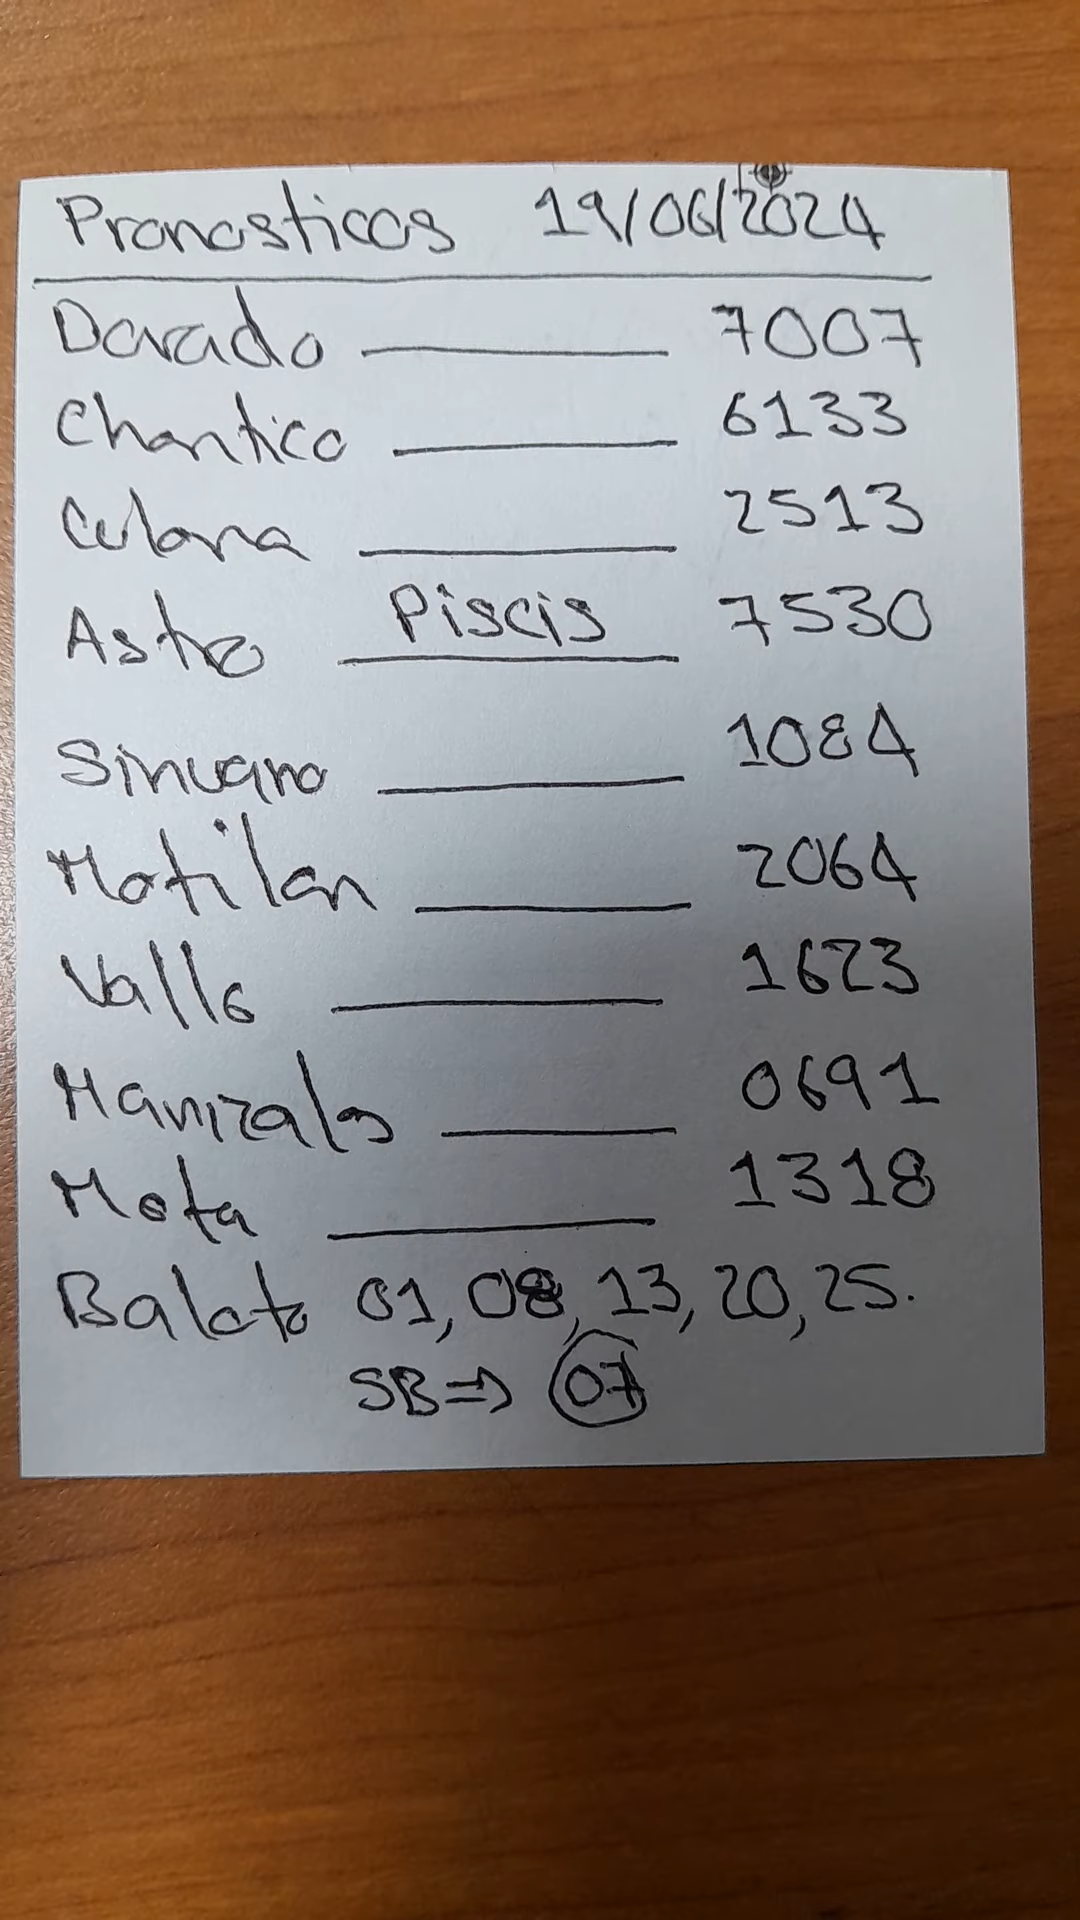 Pronosticos 19/06/2024
Dorado 7007
Chontico 6133
Culona 2513
Astro Piscis 7530
Sinuano 1084
Motilon 2064
Valle 1623
Manizales 0691
Meta 1318
Baloto 01, 08, 13, 20, 25.
SB⇒ 07